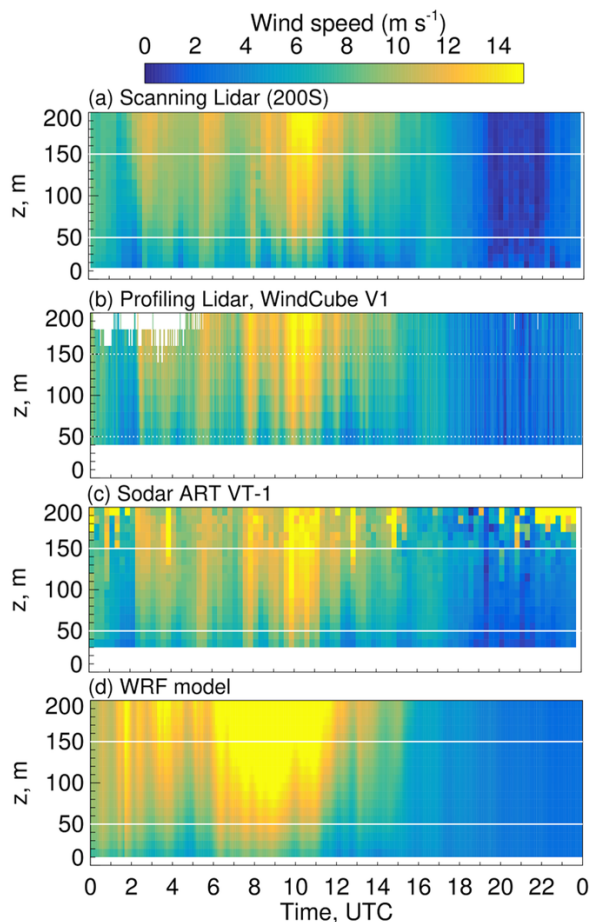 Wind speed (m s⁻¹)
0 2 4 6 8 10 12 14
(a) Scanning Lidar (200S)
200
150
100
50
0
z, m
(b) Profiling Lidar, WindCube V1
200
150
100
50
0
z, m
(c) Sodar ART VT-1
200
150
100
50
0
z, m
(d) WRF model
200
150
100
50
0
z, m
0 2 4 6 8 10 12 14 16 18 20 22 0
Time, UTC